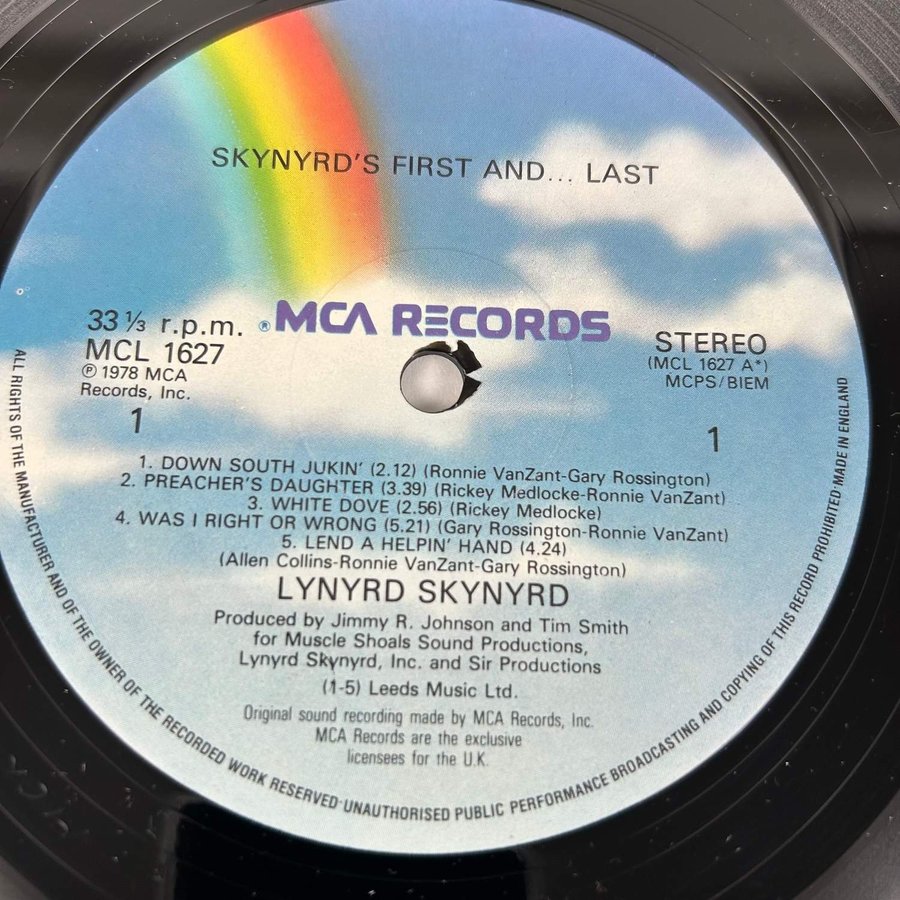 SKYNYRD'S FIRST AND... LAST
33 ⅓ r.p.m.
® MCA RECORDS
STEREO
MCL 1627
(MCL 1627 A*)
℗ 1978 MCA
MCPS/BIEM
Records, Inc.
1
1
1. DOWN SOUTH JUKIN' (2.12) (Ronnie VanZant-Gary Rossington)
2. PREACHER'S DAUGHTER (3.39) (Rickey Medlocke-Ronnie VanZant)
3. WHITE DOVE (2.56) (Rickey Medlocke)
4. WAS I RIGHT OR WRONG (5.21) (Gary Rossington-Ronnie VanZant)
5. LEND A HELPIN' HAND (4.24)
(Allen Collins-Ronnie VanZant-Gary Rossington)
LYNYRD SKYNYRD
Produced by Jimmy R. Johnson and Tim Smith
for Muscle Shoals Sound Productions,
Lynyrd Skynyrd, Inc. and Sir Productions
(1-5) Leeds Music Ltd.
Original sound recording made by MCA Records, Inc.
MCA Records are the exclusive
licensees for the U.K.
ALL RIGHTS OF THE MANUFACTURER AND OF THE OWNER OF THE RECORDED WORK RESERVED·UNAUTHORISED PUBLIC PERFORMANCE BROADCASTING AND COPYING OF THIS RECORD PROHIBITED·MADE IN ENGLAND